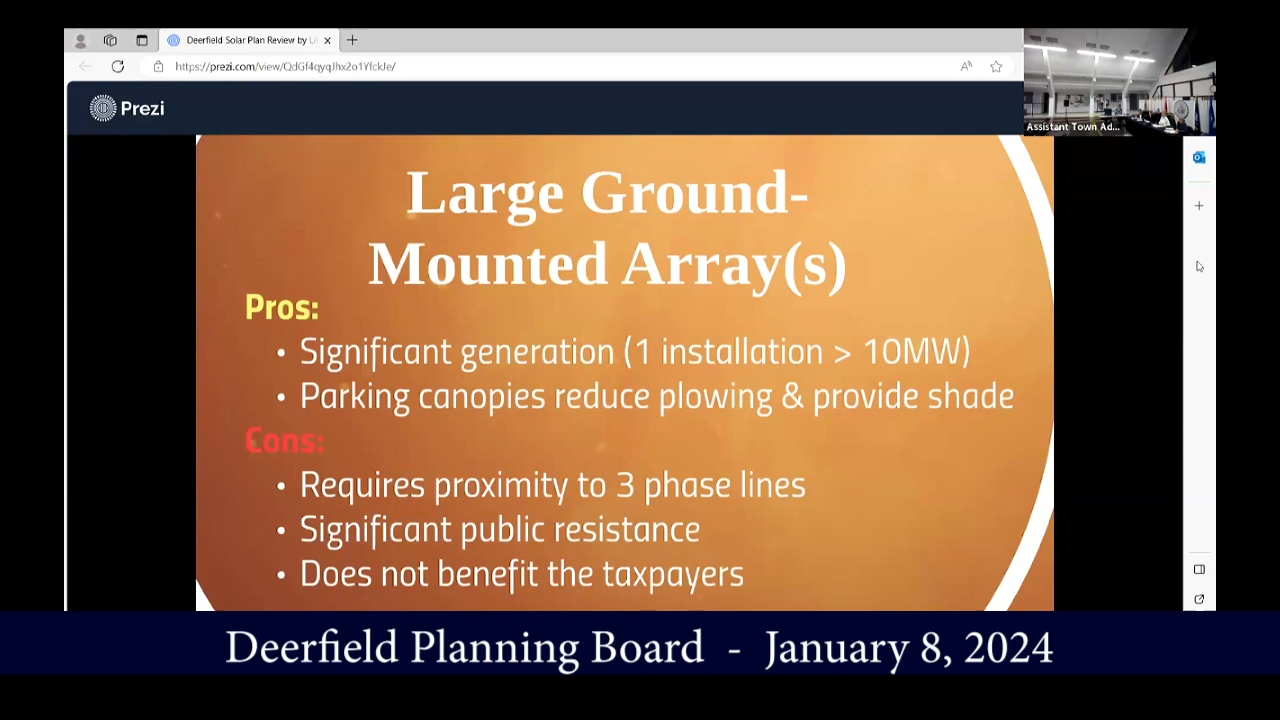 Deerfield Solar Plan Review by Li
https://prezi.com/view/QdGf4qyqJhx2o1YfckJe/
Prezi
Assistant Town Ad...
Large Ground-
Mounted Array(s)
Pros:
• Significant generation (1 installation > 10MW)
• Parking canopies reduce plowing & provide shade
Cons:
• Requires proximity to 3 phase lines
• Significant public resistance
• Does not benefit the taxpayers
Deerfield Planning Board - January 8, 2024